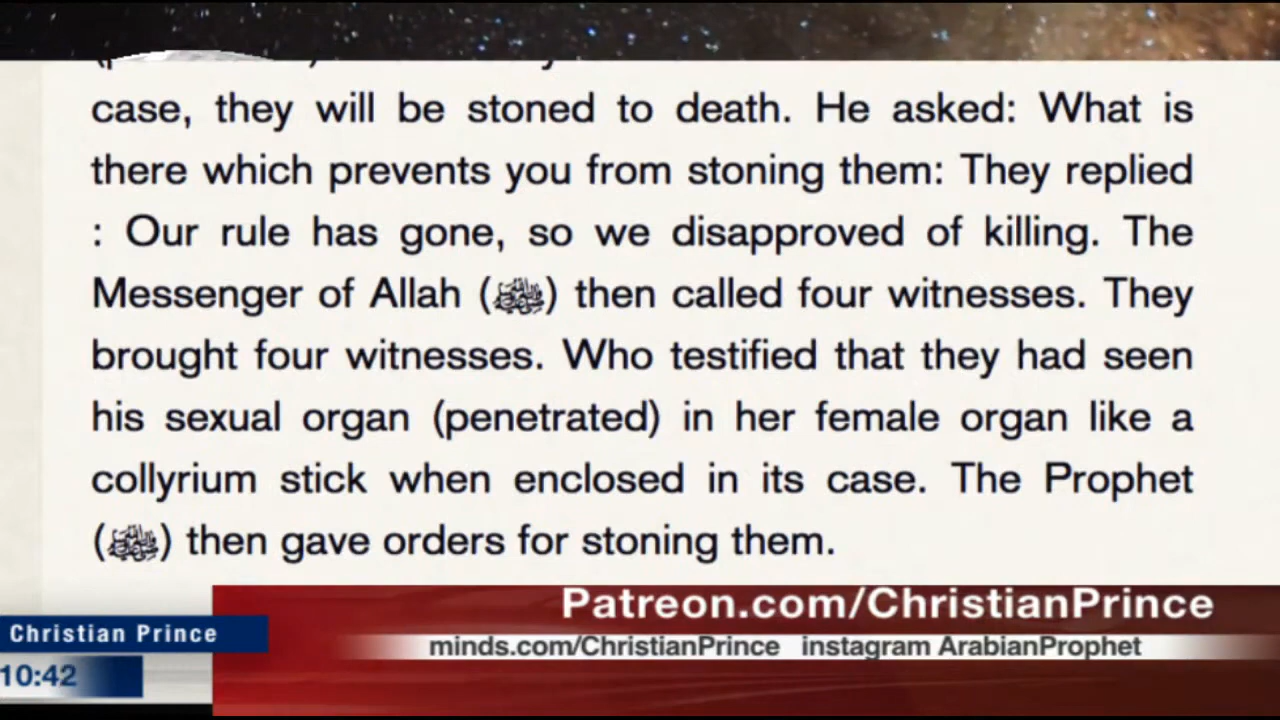 case, they will be stoned to death. He asked: What is
there which prevents you from stoning them: They replied
: Our rule has gone, so we disapproved of killing. The
Messenger of Allah (ﷺ) then called four witnesses. They
brought four witnesses. Who testified that they had seen
his sexual organ (penetrated) in her female organ like a
collyrium stick when enclosed in its case. The Prophet
(ﷺ) then gave orders for stoning them.
Patreon.com/ChristianPrince
Christian Prince
minds.com/ChristianPrince instagram ArabianProphet
10:42